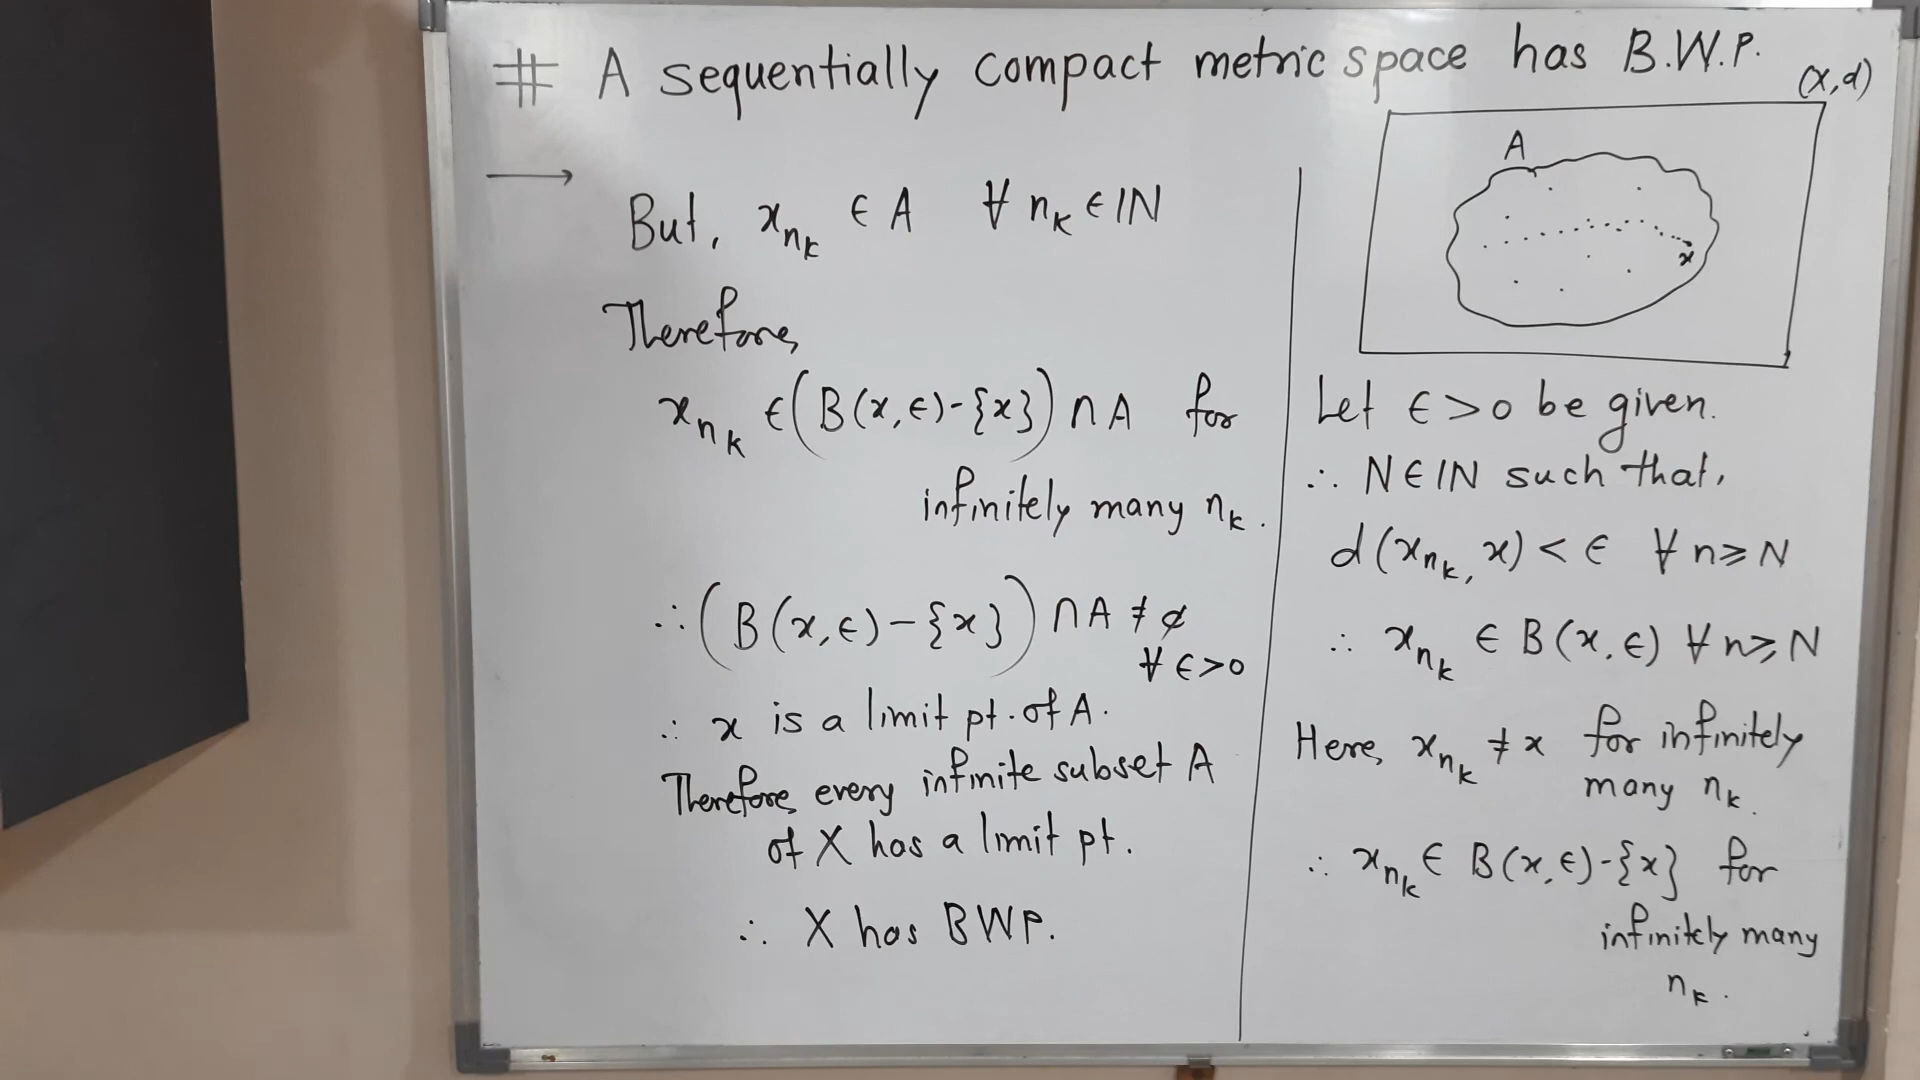 # A sequentially compact metric space has B.W.P.
(X,d)
A
x
→
But, x_{n_k} ∈ A ∀ n_k ∈ IN
Therefore,
x_{n_k} ∈ (B(x,ϵ)-{x}) ∩ A for
infinitely many n_k.
∴ (B(x,ϵ)-{x}) ∩ A ≠ ϕ
∀ ϵ>0
∴ x is a limit pt. of A.
Therefore, every infinite subset A
of X has a limit pt.
∴ X has BWP.
Let ϵ>0 be given.
∴ N ∈ IN such that,
d(x_{n_k}, x) < ϵ ∀ n ≥ N
∴ x_{n_k} ∈ B(x,ϵ) ∀ n ≥ N
Here, x_{n_k} ≠ x for infinitely
many n_k.
∴ x_{n_k} ∈ B(x,ϵ)-{x} for
infinitely many
n_k.